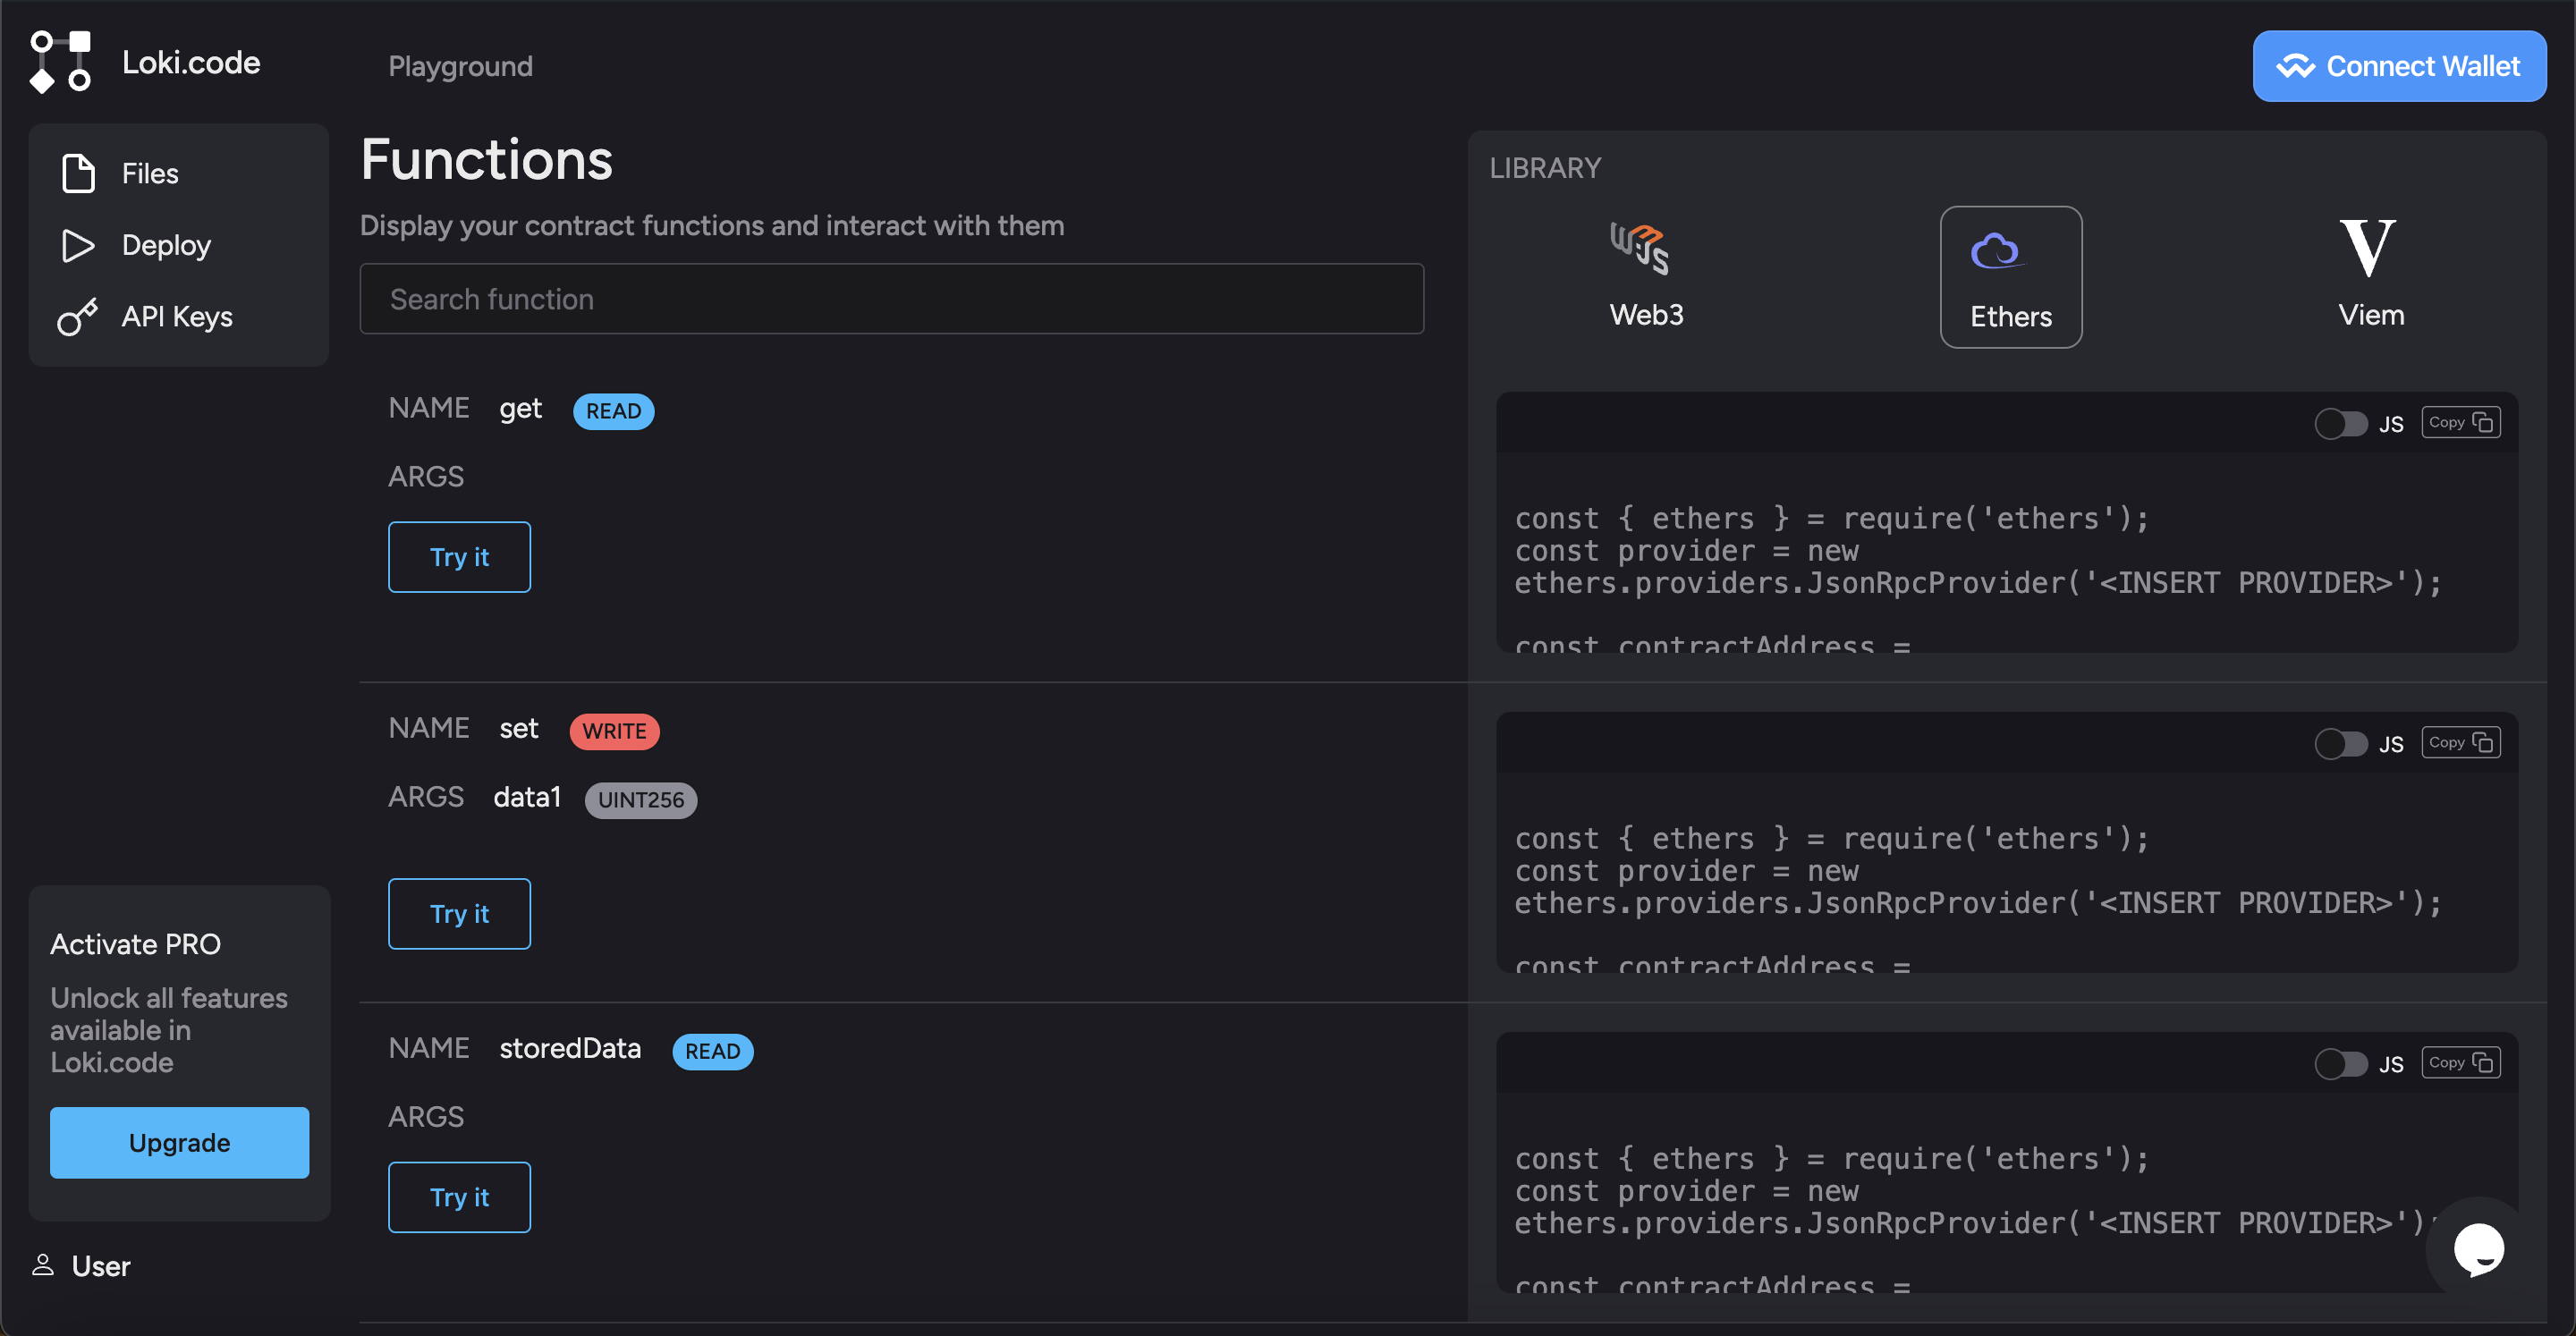 Loki.code
Playground
Connect Wallet
Files
Deploy
API Keys
Functions
Display your contract functions and interact with them
Search function
LIBRARY
Web3
Ethers
Viem
NAME get READ
ARGS
Try it
JS Copy
const { ethers } = require('ethers');
const provider = new
ethers.providers.JsonRpcProvider('<INSERT PROVIDER>');
const contractAddress =
NAME set WRITE
ARGS data1 UINT256
Try it
JS Copy
const { ethers } = require('ethers');
const provider = new
ethers.providers.JsonRpcProvider('<INSERT PROVIDER>');
const contractAddress =
NAME storedData READ
ARGS
Try it
JS Copy
const { ethers } = require('ethers');
const provider = new
ethers.providers.JsonRpcProvider('<INSERT PROVIDER>');
const contractAddress =
Activate PRO
Unlock all features
available in
Loki.code
Upgrade
User